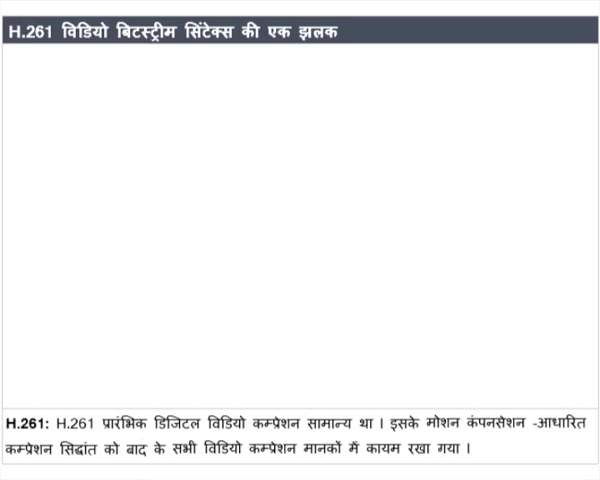 H.261 विडियो बिटस्ट्रीम सिंटेक्स की एक झलक
H.261: H.261 प्रारंभिक डिजिटल विडियो कम्प्रेशन सामान्य था । इसके मोशन कंपनसेशन -आधारित
कम्प्रेशन सिद्धांत को बाद के सभी विडियो कम्प्रेशन मानकों में कायम रखा गया ।